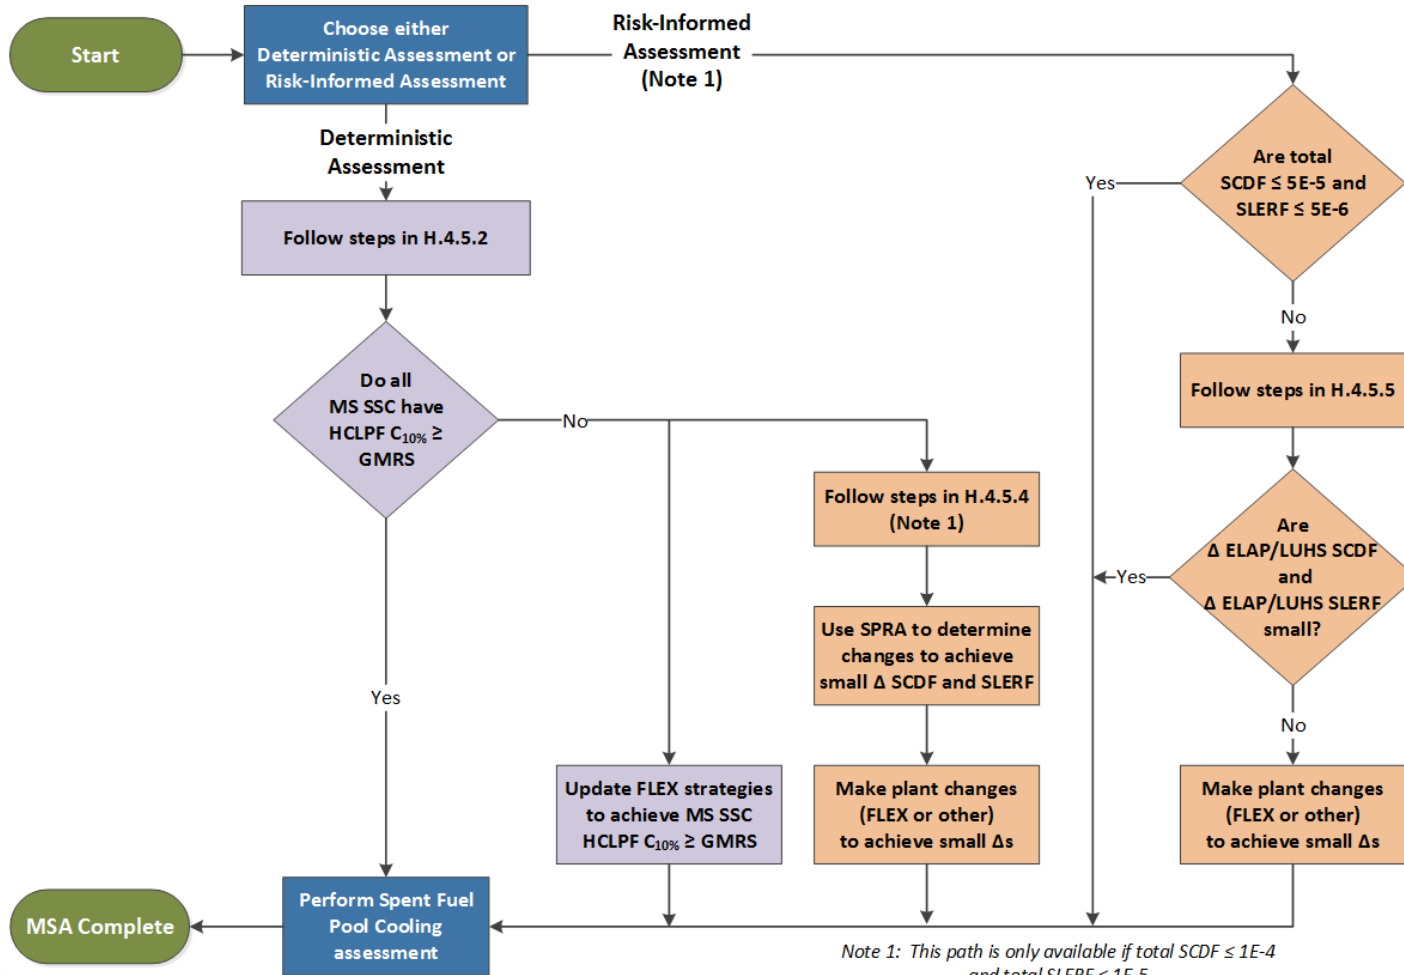 Start
Choose either
Deterministic Assessment or
Risk-Informed Assessment
Risk-Informed
Assessment
(Note 1)
Deterministic
Assessment
Are total
SCDF ≤ 5E-5 and
SLERF ≤ 5E-6
Yes
No
Follow steps in H.4.5.2
Follow steps in H.4.5.5
Do all
MS SSC have
HCLPF C10% ≥
GMRS
No
Yes
Follow steps in H.4.5.4
(Note 1)
Use SPRA to determine
changes to achieve
small Δ SCDF and SLERF
Are
Δ ELAP/LUHS SCDF
and
Δ ELAP/LUHS SLERF
small?
Yes
No
Update FLEX strategies
to achieve MS SSC
HCLPF C10% ≥ GMRS
Make plant changes
(FLEX or other)
to achieve small Δs
Make plant changes
(FLEX or other)
to achieve small Δs
MSA Complete
Perform Spent Fuel
Pool Cooling
assessment
Note 1: This path is only available if total SCDF ≤ 1E-4
and total SLERF ≤ 1E-5